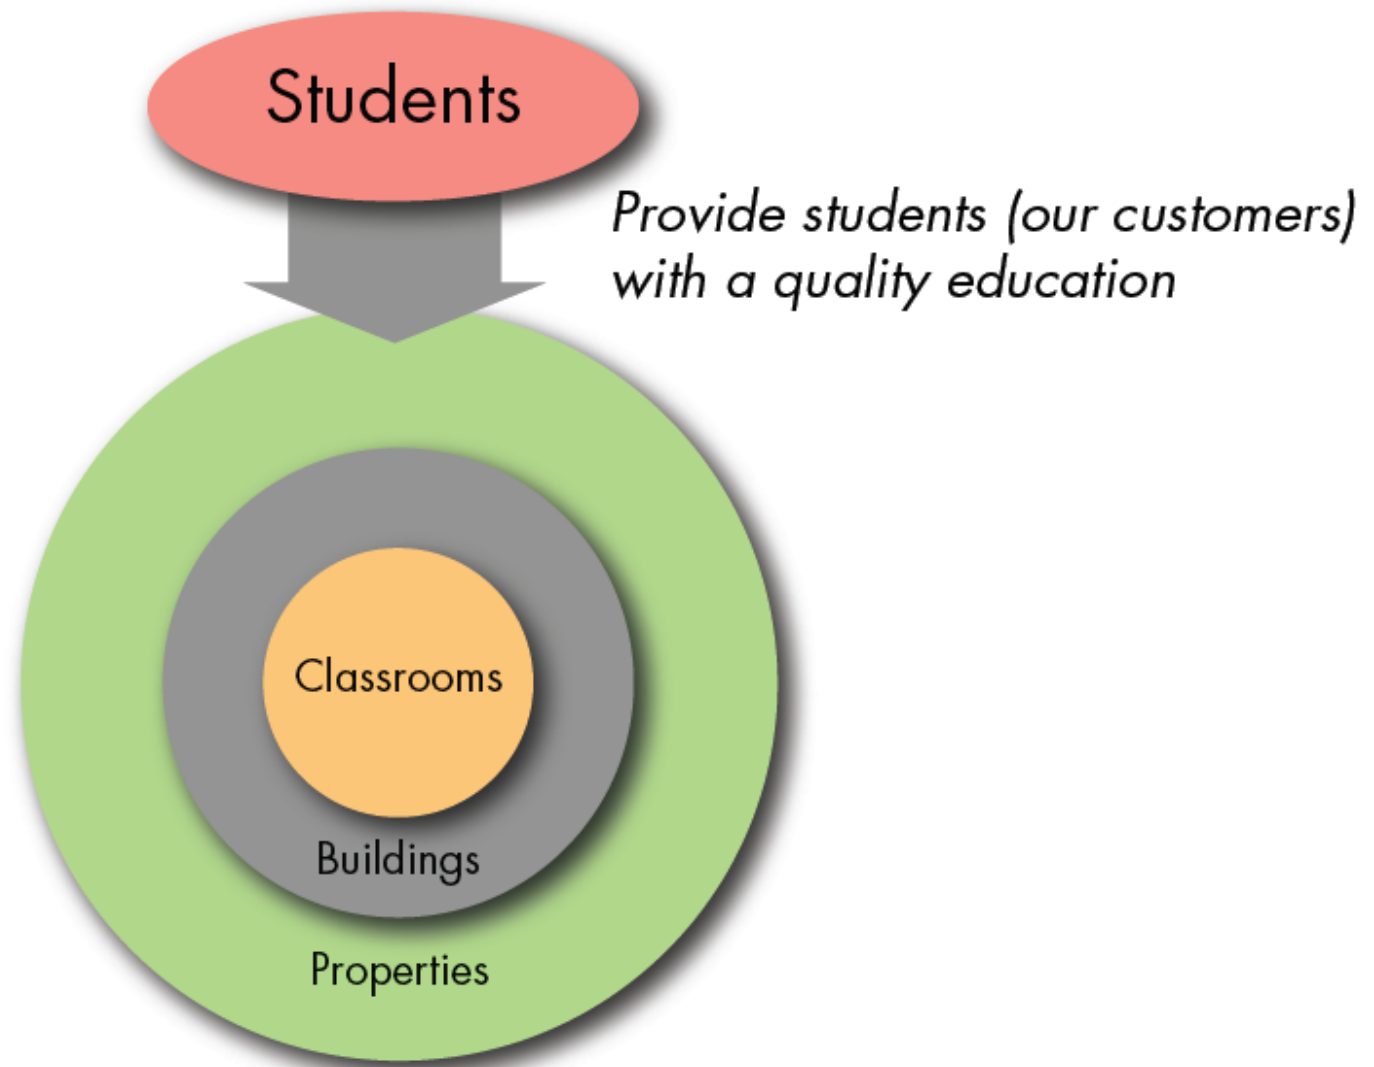 Students
Provide students (our customers)
with a quality education
Classrooms
Buildings
Properties